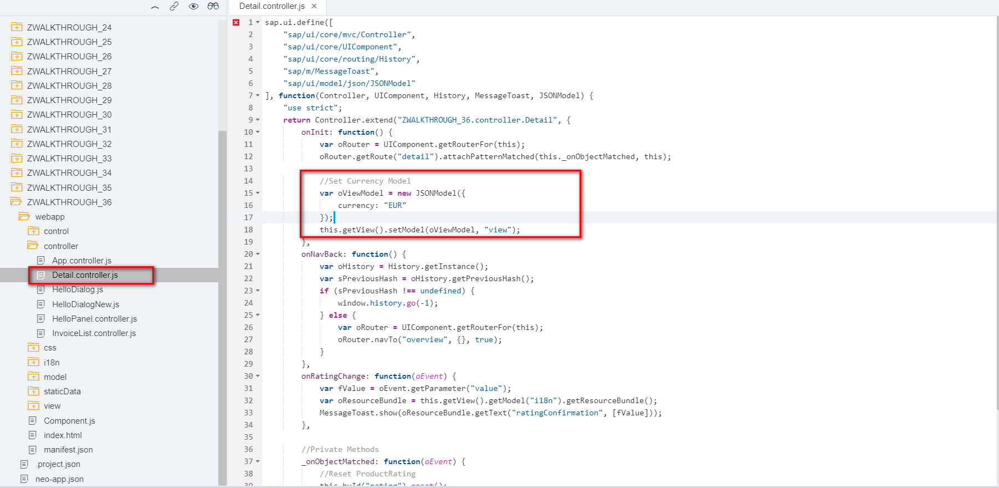 Detail.controller.js ×
ZWALKTHROUGH_24
ZWALKTHROUGH_25
ZWALKTHROUGH_26
ZWALKTHROUGH_27
ZWALKTHROUGH_28
ZWALKTHROUGH_29
ZWALKTHROUGH_30
ZWALKTHROUGH_31
ZWALKTHROUGH_32
ZWALKTHROUGH_33
ZWALKTHROUGH_34
ZWALKTHROUGH_35
ZWALKTHROUGH_36
webapp
control
controller
App.controller.js
Detail.controller.js
HelloDialog.js
HelloDialogNew.js
HelloPanel.controller.js
InvoiceList.controller.js
css
i18n
model
staticData
view
Component.js
index.html
manifest.json
.project.json
neo-app.json
1 sap.ui.define([
2 "sap/ui/core/mvc/Controller",
3 "sap/ui/core/UIComponent",
4 "sap/ui/core/routing/History",
5 "sap/m/MessageToast",
6 "sap/ui/model/json/JSONModel"
7 ], function(Controller, UIComponent, History, MessageToast, JSONModel) {
8 "use strict";
9 return Controller.extend("ZWALKTHROUGH_36.controller.Detail", {
10 onInit: function() {
11 var oRouter = UIComponent.getRouterFor(this);
12 oRouter.getRoute("detail").attachPatternMatched(this._onObjectMatched, this);
13
14 //Set Currency Model
15 var oViewModel = new JSONModel({
16 currency: "EUR"
17 });
18 this.getView().setModel(oViewModel, "view");
19 },
20 onNavBack: function() {
21 var oHistory = History.getInstance();
22 var sPreviousHash = oHistory.getPreviousHash();
23 if (sPreviousHash !== undefined) {
24 window.history.go(-1);
25 } else {
26 var oRouter = UIComponent.getRouterFor(this);
27 oRouter.navTo("overview", {}, true);
28 }
29 },
30 onRatingChange: function(oEvent) {
31 var fValue = oEvent.getParameter("value");
32 var oResourceBundle = this.getView().getModel("i18n").getResourceBundle();
33 MessageToast.show(oResourceBundle.getText("ratingConfirmation", [fValue]));
34 },
35
36 //Private Methods
37 _onObjectMatched: function(oEvent) {
38 //Reset ProductRating
39 this.byId("rating").reset();